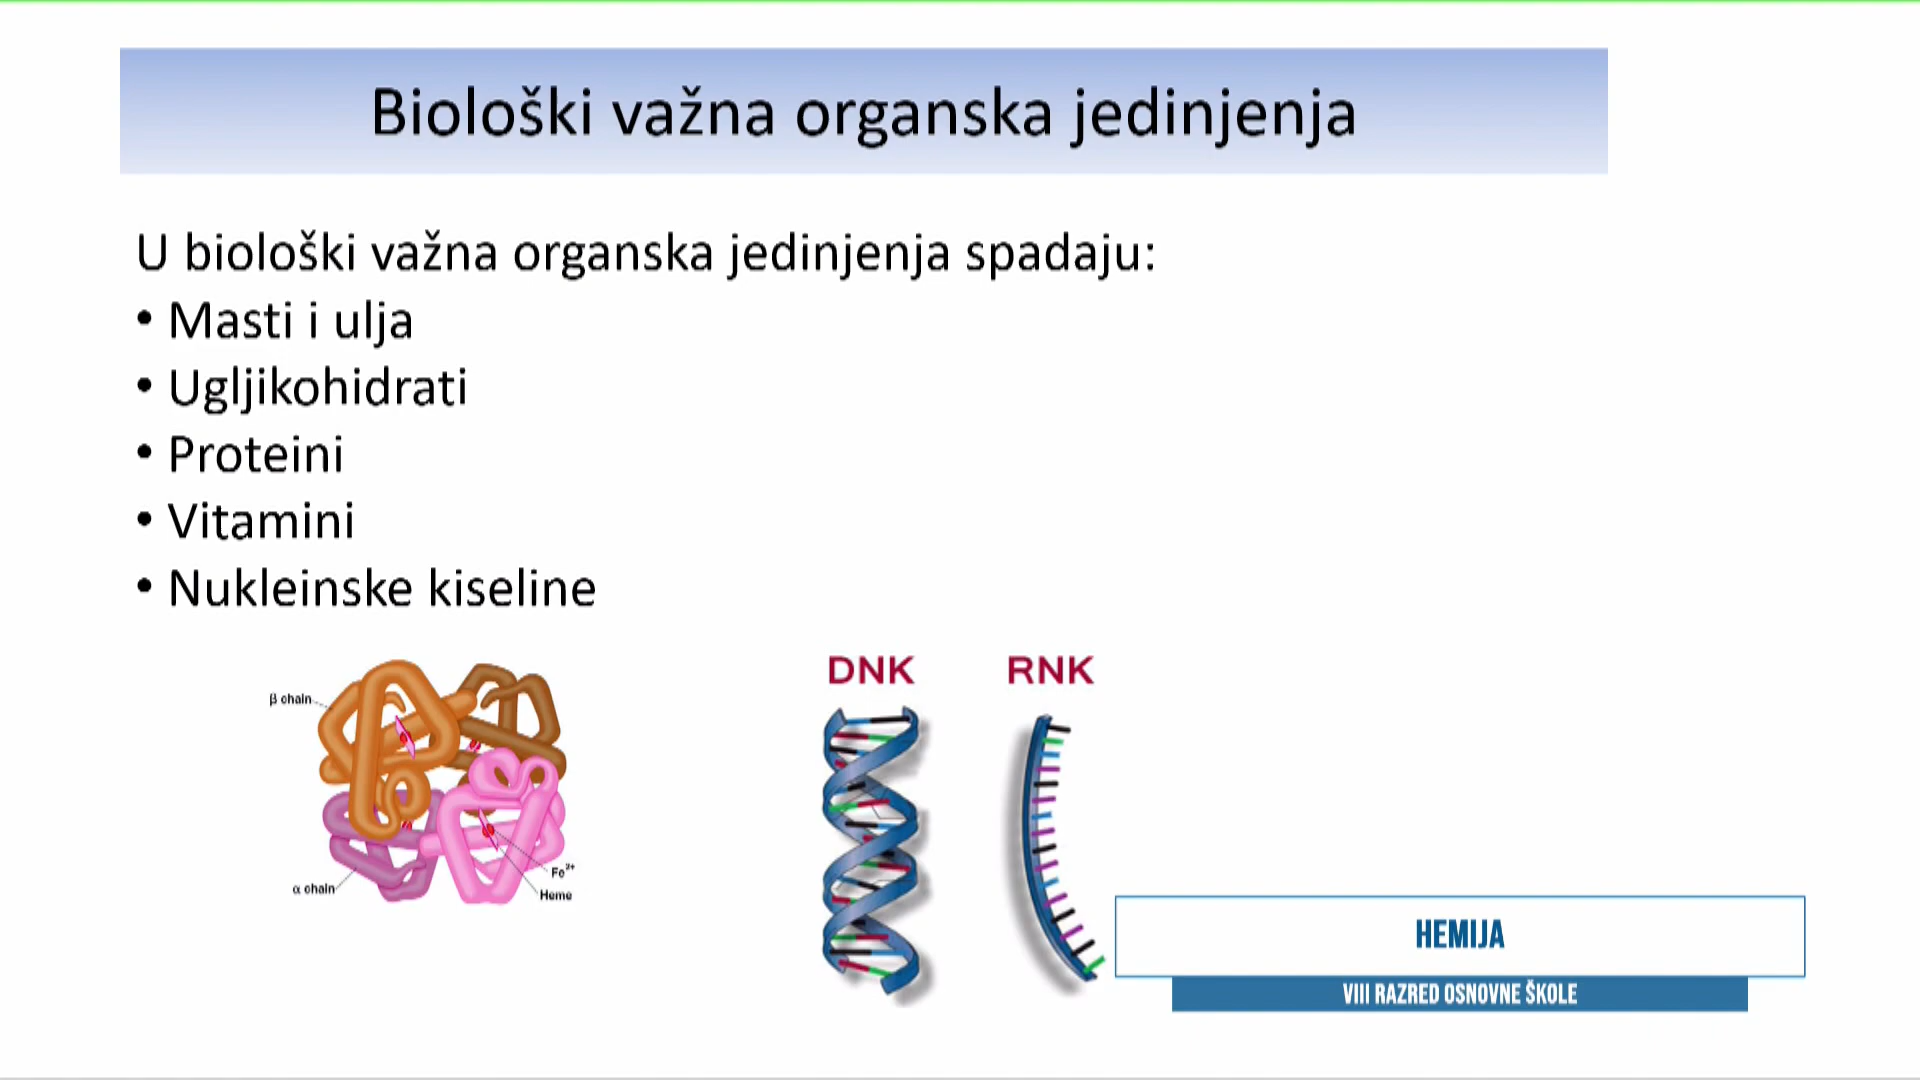 Biološki važna organska jedinjenja
U biološki važna organska jedinjenja spadaju:
• Masti i ulja
• Ugljikohidrati
• Proteini
• Vitamini
• Nukleinske kiseline
β chain
α chain
Fe²⁺
Heme
DNK
RNK
HEMIJA
VIII RAZRED OSNOVNE ŠKOLE